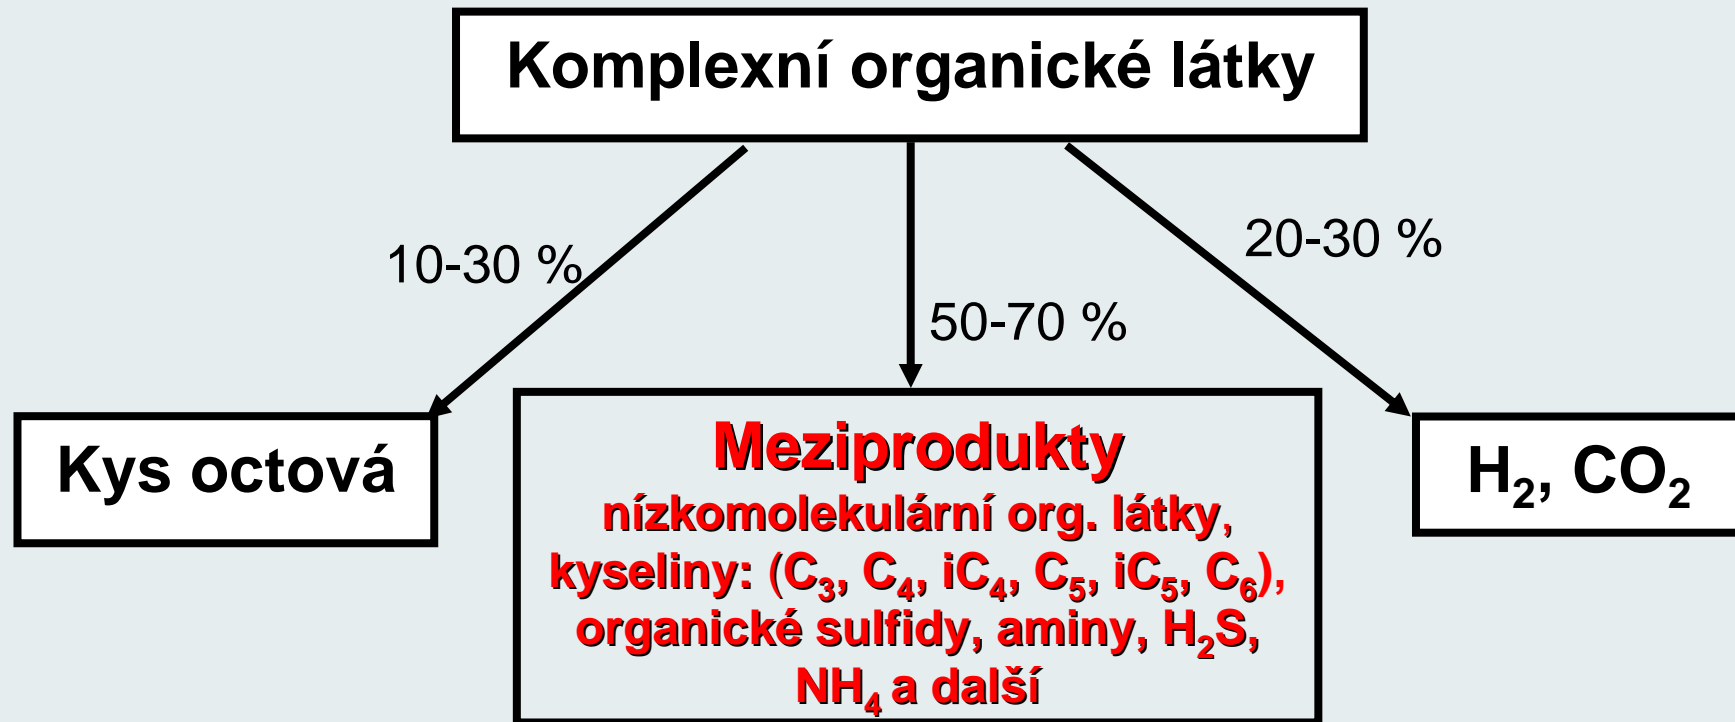 Komplexní organické látky
10-30 %
50-70 %
20-30 %
Kys octová
Meziprodukty
nízkomolekulární org. látky,
kyseliny: (C₃, C₄, iC₄, C₅, iC₅, C₆),
organické sulfidy, aminy, H₂S,
NH₄ a další
H₂, CO₂